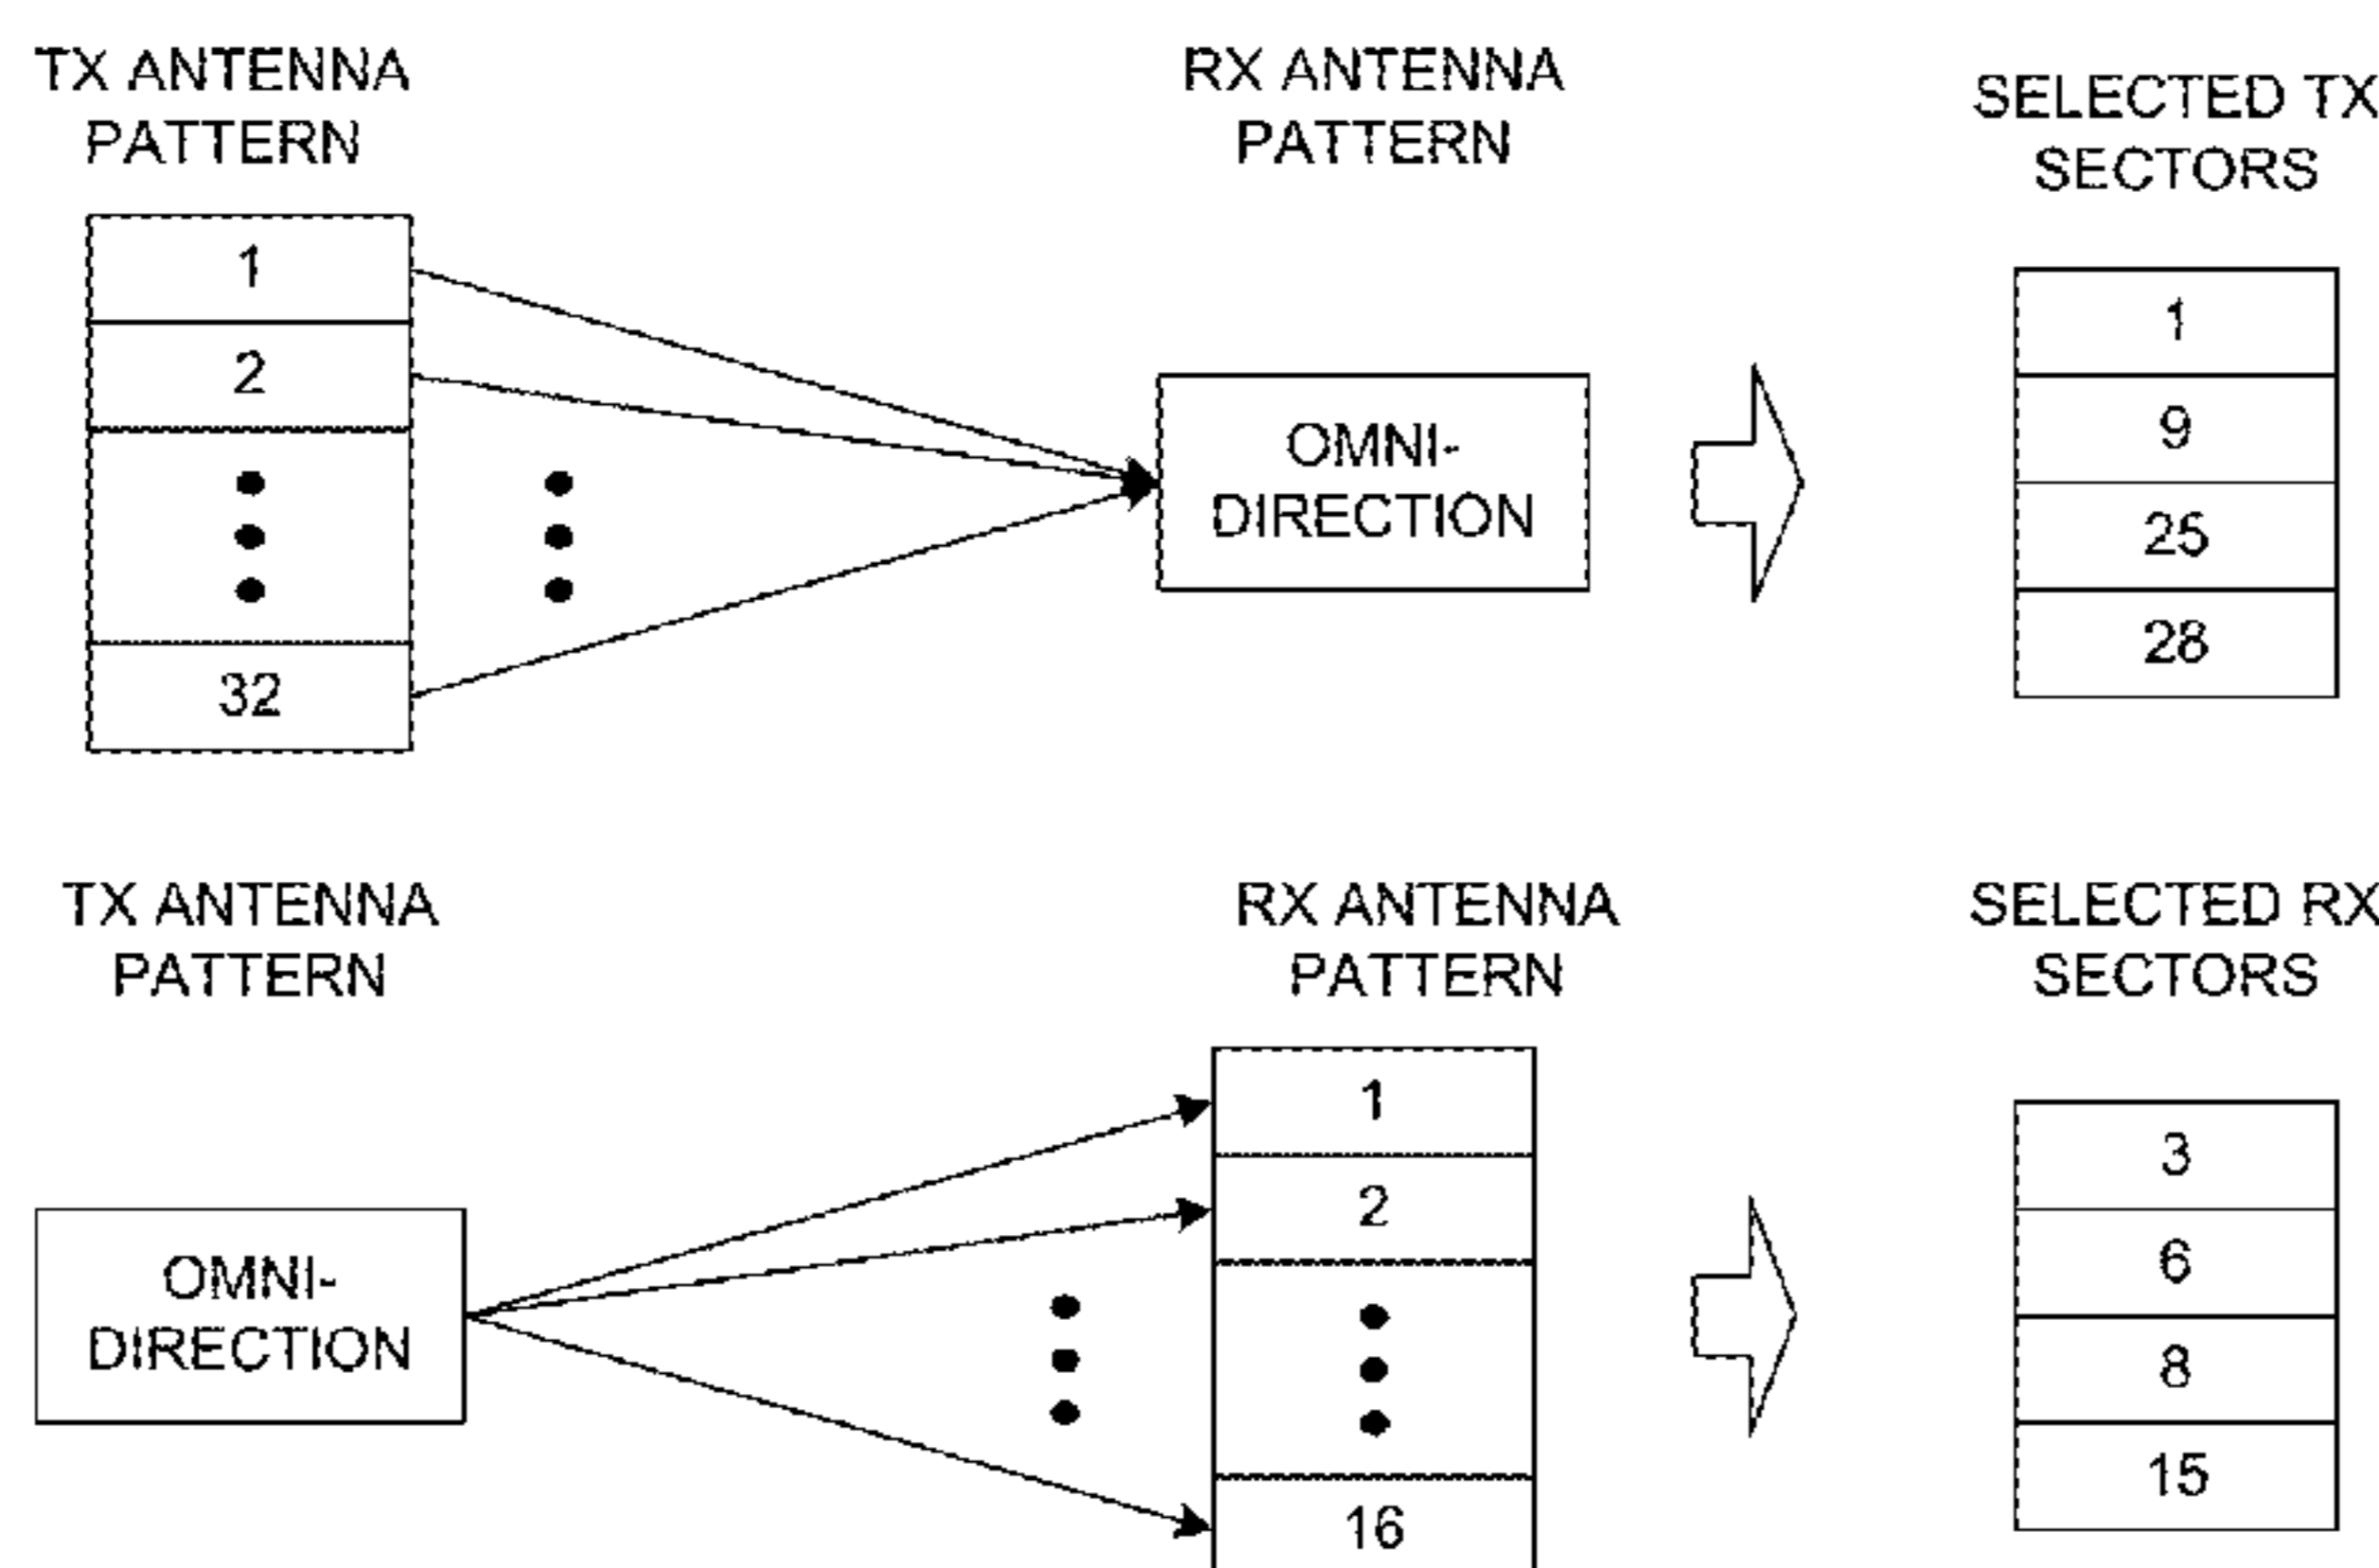 TX ANTENNA
PATTERN
RX ANTENNA
PATTERN
SELECTED TX
SECTORS
1
2
32
OMNI-
DIRECTION
1
9
25
28
TX ANTENNA
PATTERN
RX ANTENNA
PATTERN
SELECTED RX
SECTORS
OMNI-
DIRECTION
1
2
16
3
6
8
15